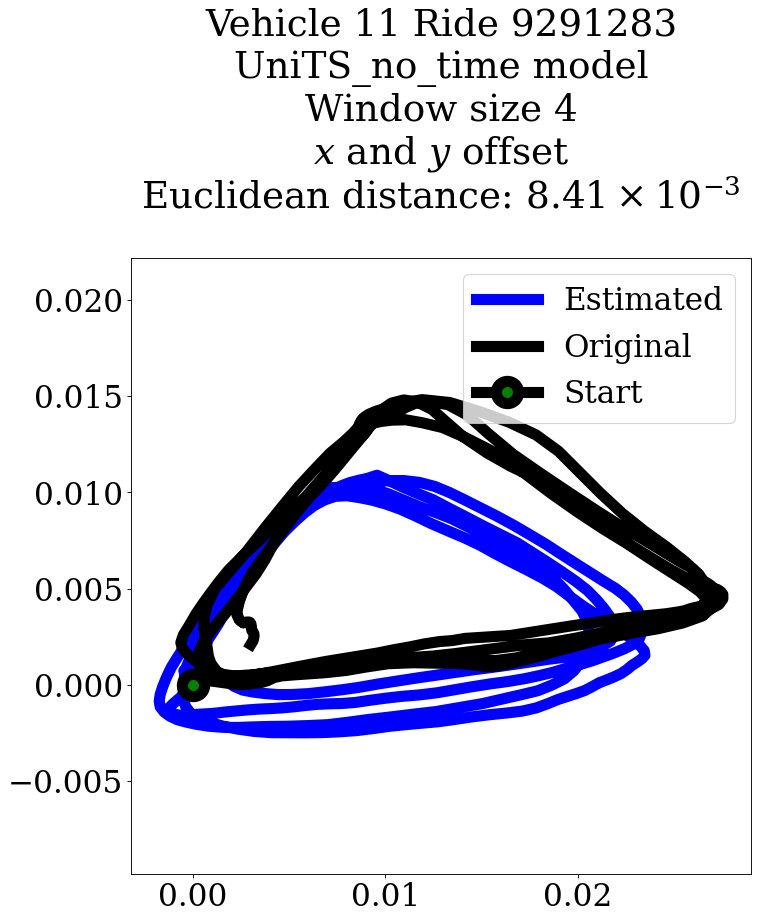 Vehicle 11 Ride 9291283
UniTS_no_time model
Window size 4
x and y offset
Euclidean distance: 8.41 × 10⁻³
Estimated
Original
Start
0.020
0.015
0.010
0.005
0.000
−0.005
0.00 0.01 0.02